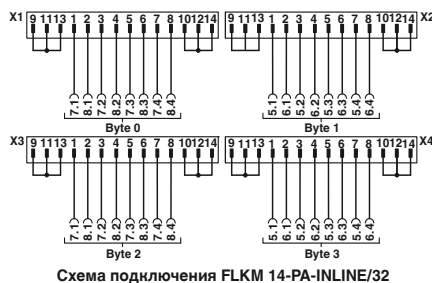 X1 9 11 13 1 2 3 4 5 6 7 8 10 12 14
9 11 13 1 2 3 4 5 6 7 8 10 12 14 X2
7.1 8.1 7.2 8.2 7.3 8.3 7.4 8.4
5.1 6.1 5.2 6.2 5.3 6.3 5.4 6.4
Byte 0
Byte 1
X3 9 11 13 1 2 3 4 5 6 7 8 10 12 14
9 11 13 1 2 3 4 5 6 7 8 10 12 14 X4
7.1 8.1 7.2 8.2 7.3 8.3 7.4 8.4
5.1 6.1 5.2 6.2 5.3 6.3 5.4 6.4
Byte 2
Byte 3
Схема подключения FLKM 14-PA-INLINE/32